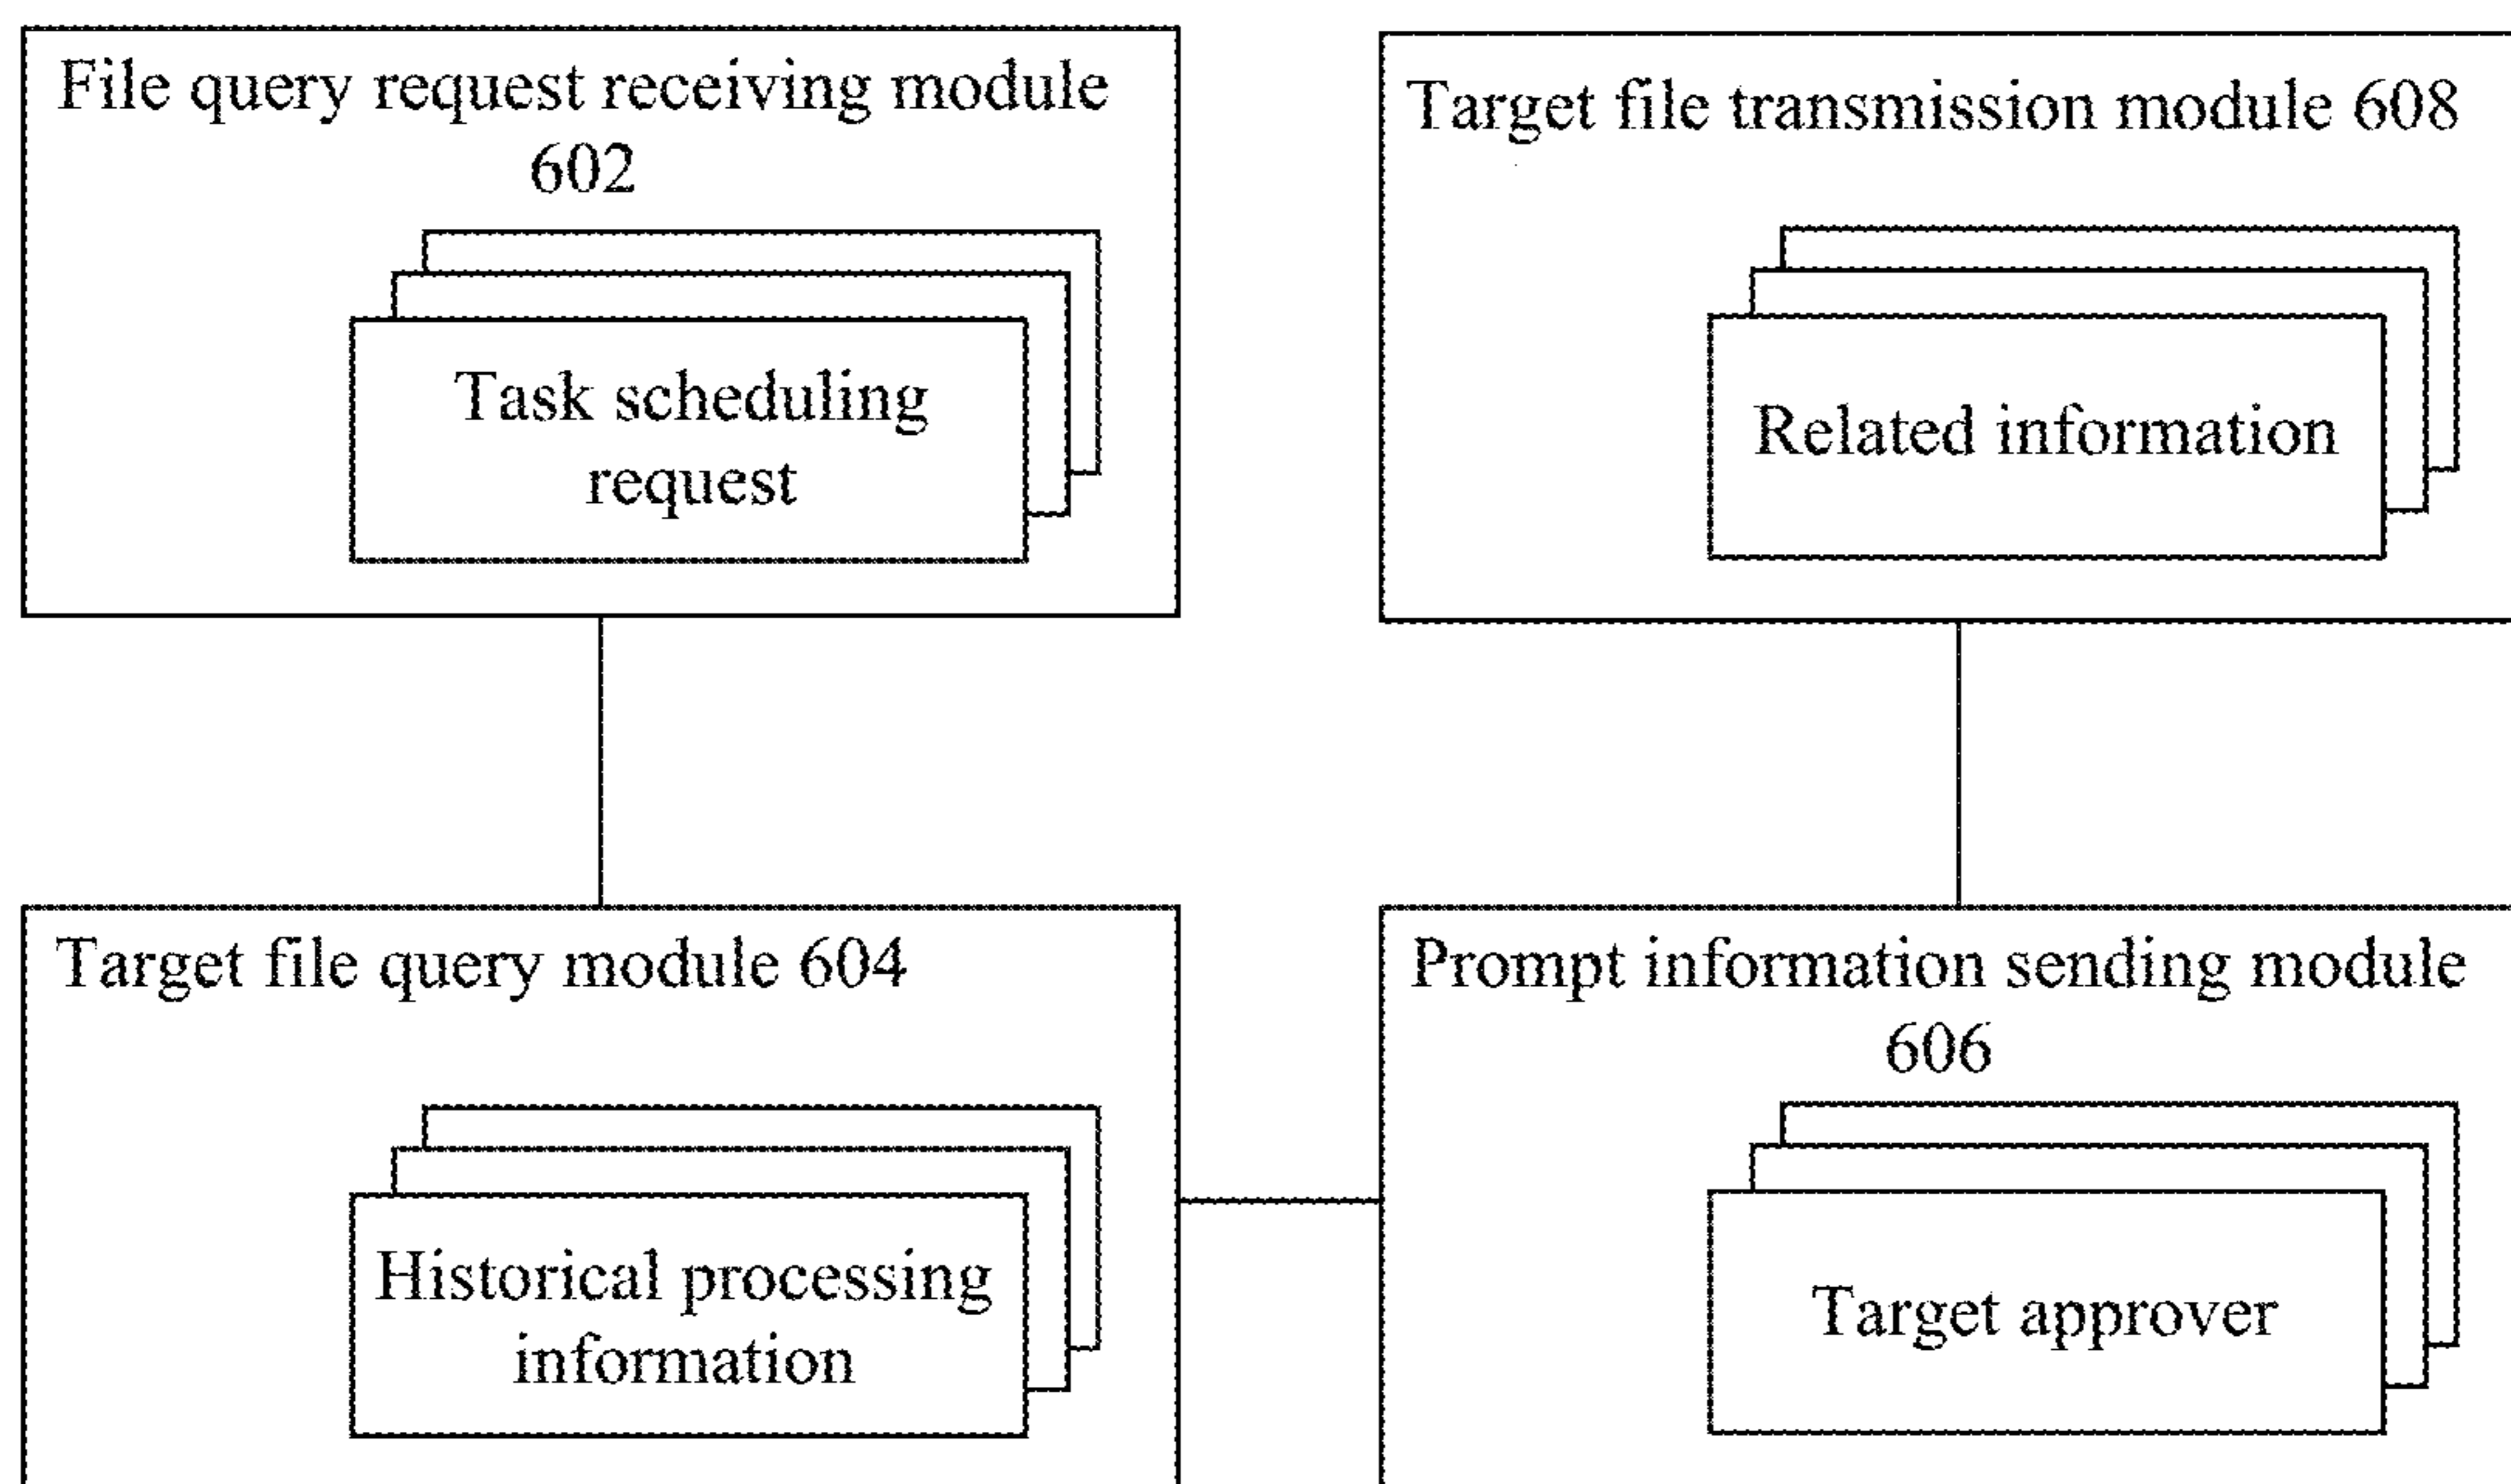 File query request receiving module
602
Task scheduling
request
Target file transmission module 608
Related information
Target file query module 604
Historical processing
information
Prompt information sending module
606
Target approver